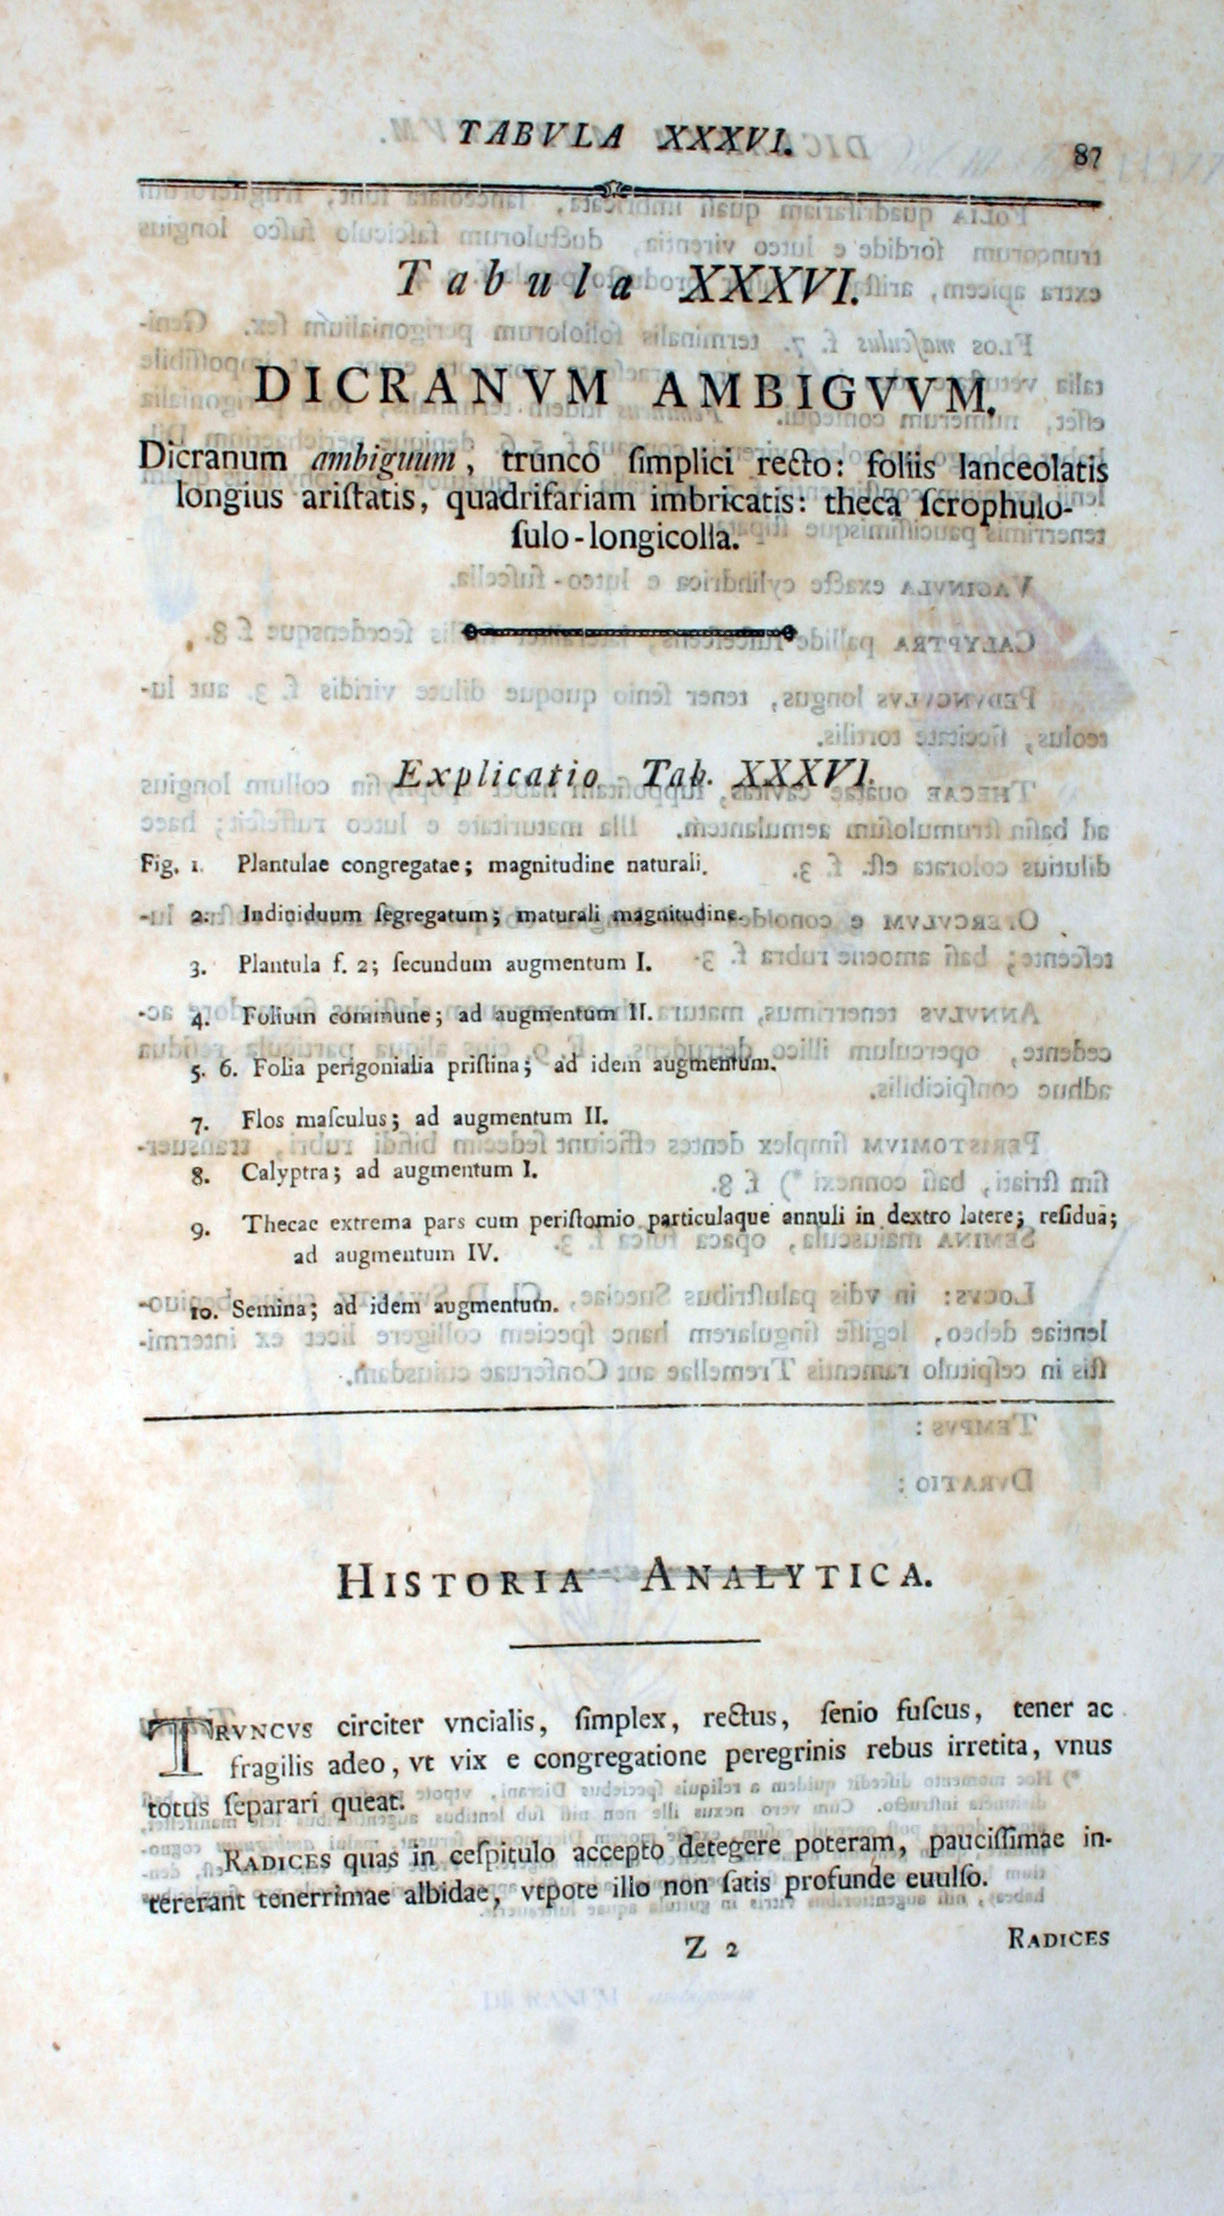 TABVLA XXXVI.
87
Tabula XXXVI.
DICRANVM AMBIGVVM.
Dicranum ambiguum, trunco ſimplici recto: foliis lanceolatis
longius ariſtatis, quadrifariam imbricatis: theca ſcrophulo-
ſulo-longicolla.
Explicatio Tab. XXXVI.
Fig. 1. Plantulae congregatae; magnitudine naturali.
2. Indiuiduum ſegregatum; naturali magnitudine.
3. Plantula f. 2; ſecundum augmentum I.
4. Folium commune; ad augmentum II.
5. 6. Folia perigonialia priſtina; ad idem augmentum.
7. Flos maſculus; ad augmentum II.
8. Calyptra; ad augmentum I.
9. Thecae extrema pars cum periſtomio particulaque annuli in dextro latere; reſidua;
ad augmentum IV.
10. Semina; ad idem augmentum.
HISTORIA ANALYTICA.
TRVNCVS circiter vncialis, ſimplex, rectus, ſenio fuſcus, tener ac
fragilis adeo, vt vix e congregatione peregrinis rebus irretita, vnus
totus ſeparari queat.
RADICES quas in ceſpitulo accepto detegere poteram, pauciſſimae in-
tererant tenerrimae albidae, vtpote illo non ſatis profunde euulſo.
Z 2
RADICES